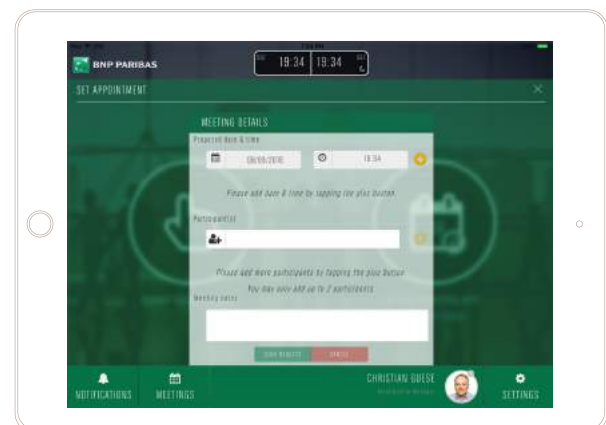 BNP PARIBAS
19:34 19:34
SET APPOINTMENT
MEETING DETAILS
Proposed date & time
19:34
Please add date & time by tapping the plus button
Participant(s)
Please add more participants by tapping the plus button
You may only add up to 7 participants
Meeting notes
CHRISTIAN GUESE
NOTIFICATIONS MEETINGS SETTINGS